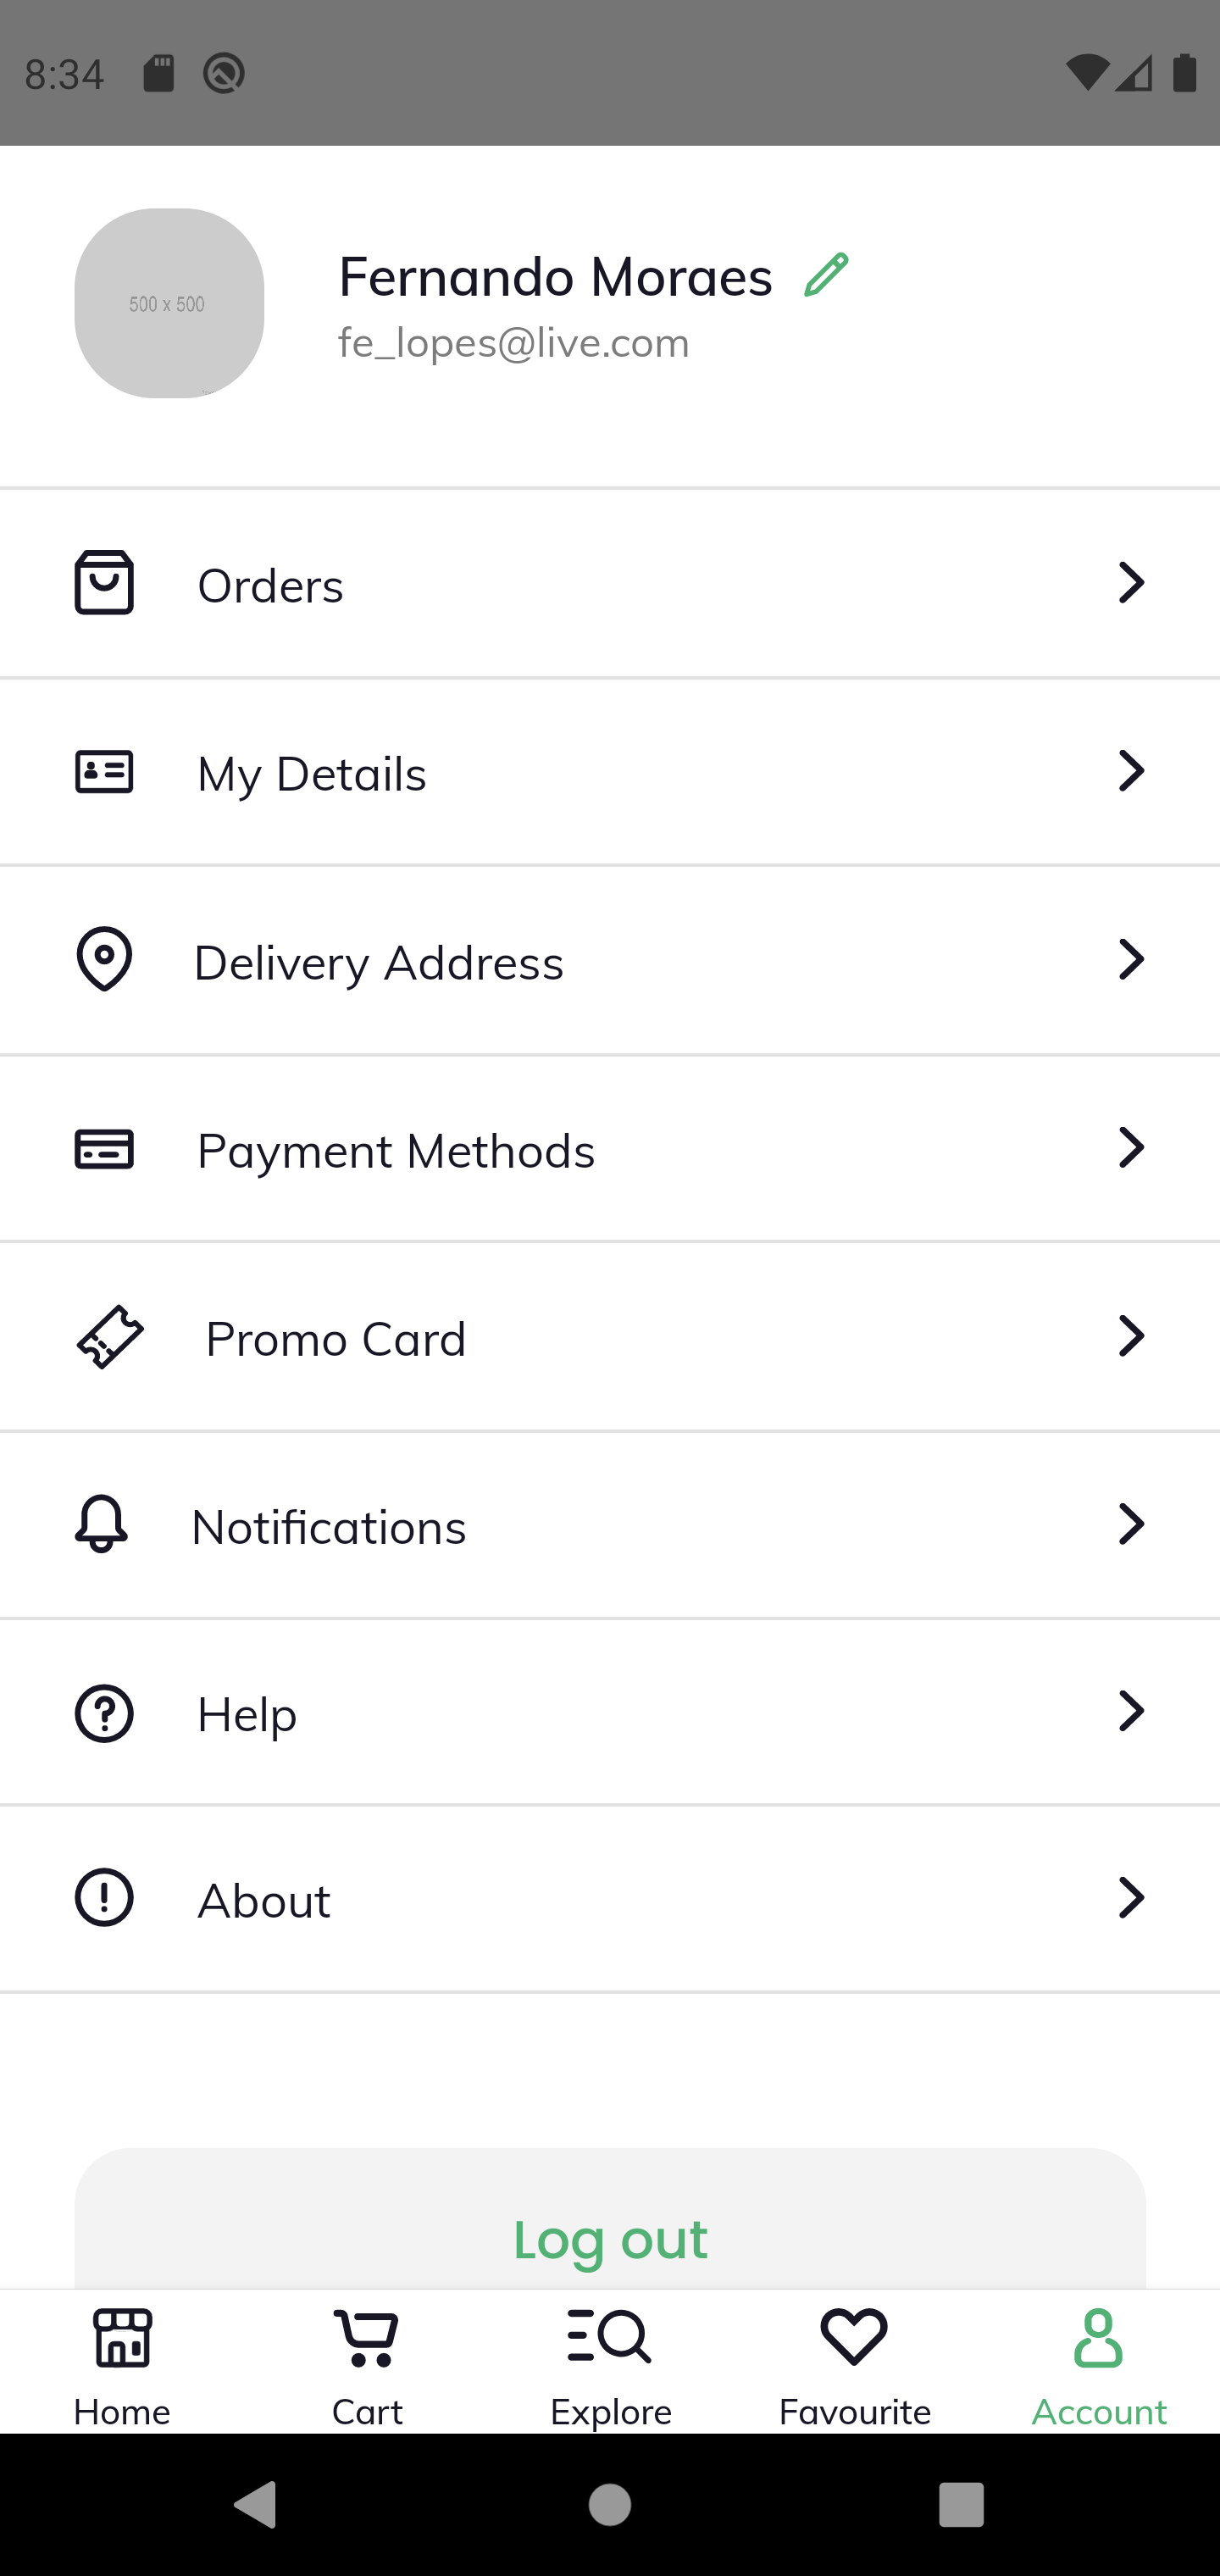 8:34
500 x 500
Fernando Moraes
fe_lopes@live.com
Orders
My Details
Delivery Address
Payment Methods
Promo Card
Notifications
Help
About
Log out
Home
Cart
Explore
Favourite
Account